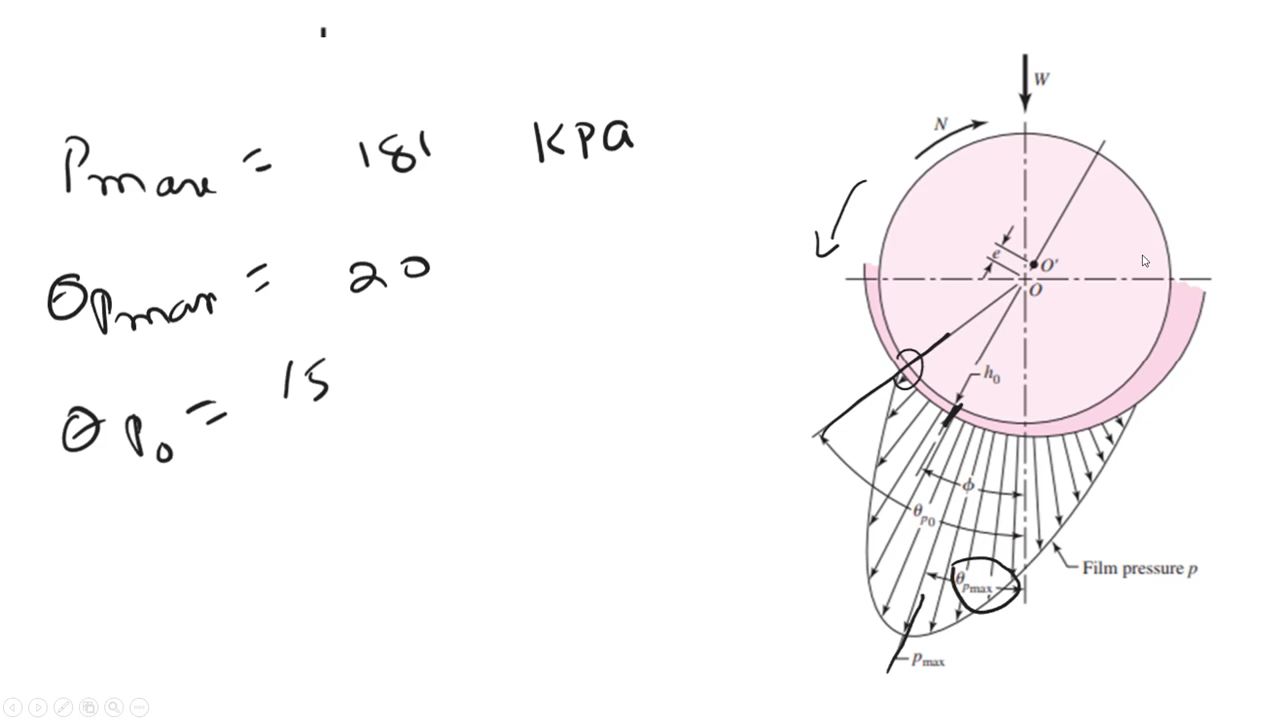 Pmax = 181 KPa
θPmax = 20
θP0 = 15
W
N
e
O'
O
h0
ϕ
θp0
θpmax
Film pressure p
pmax